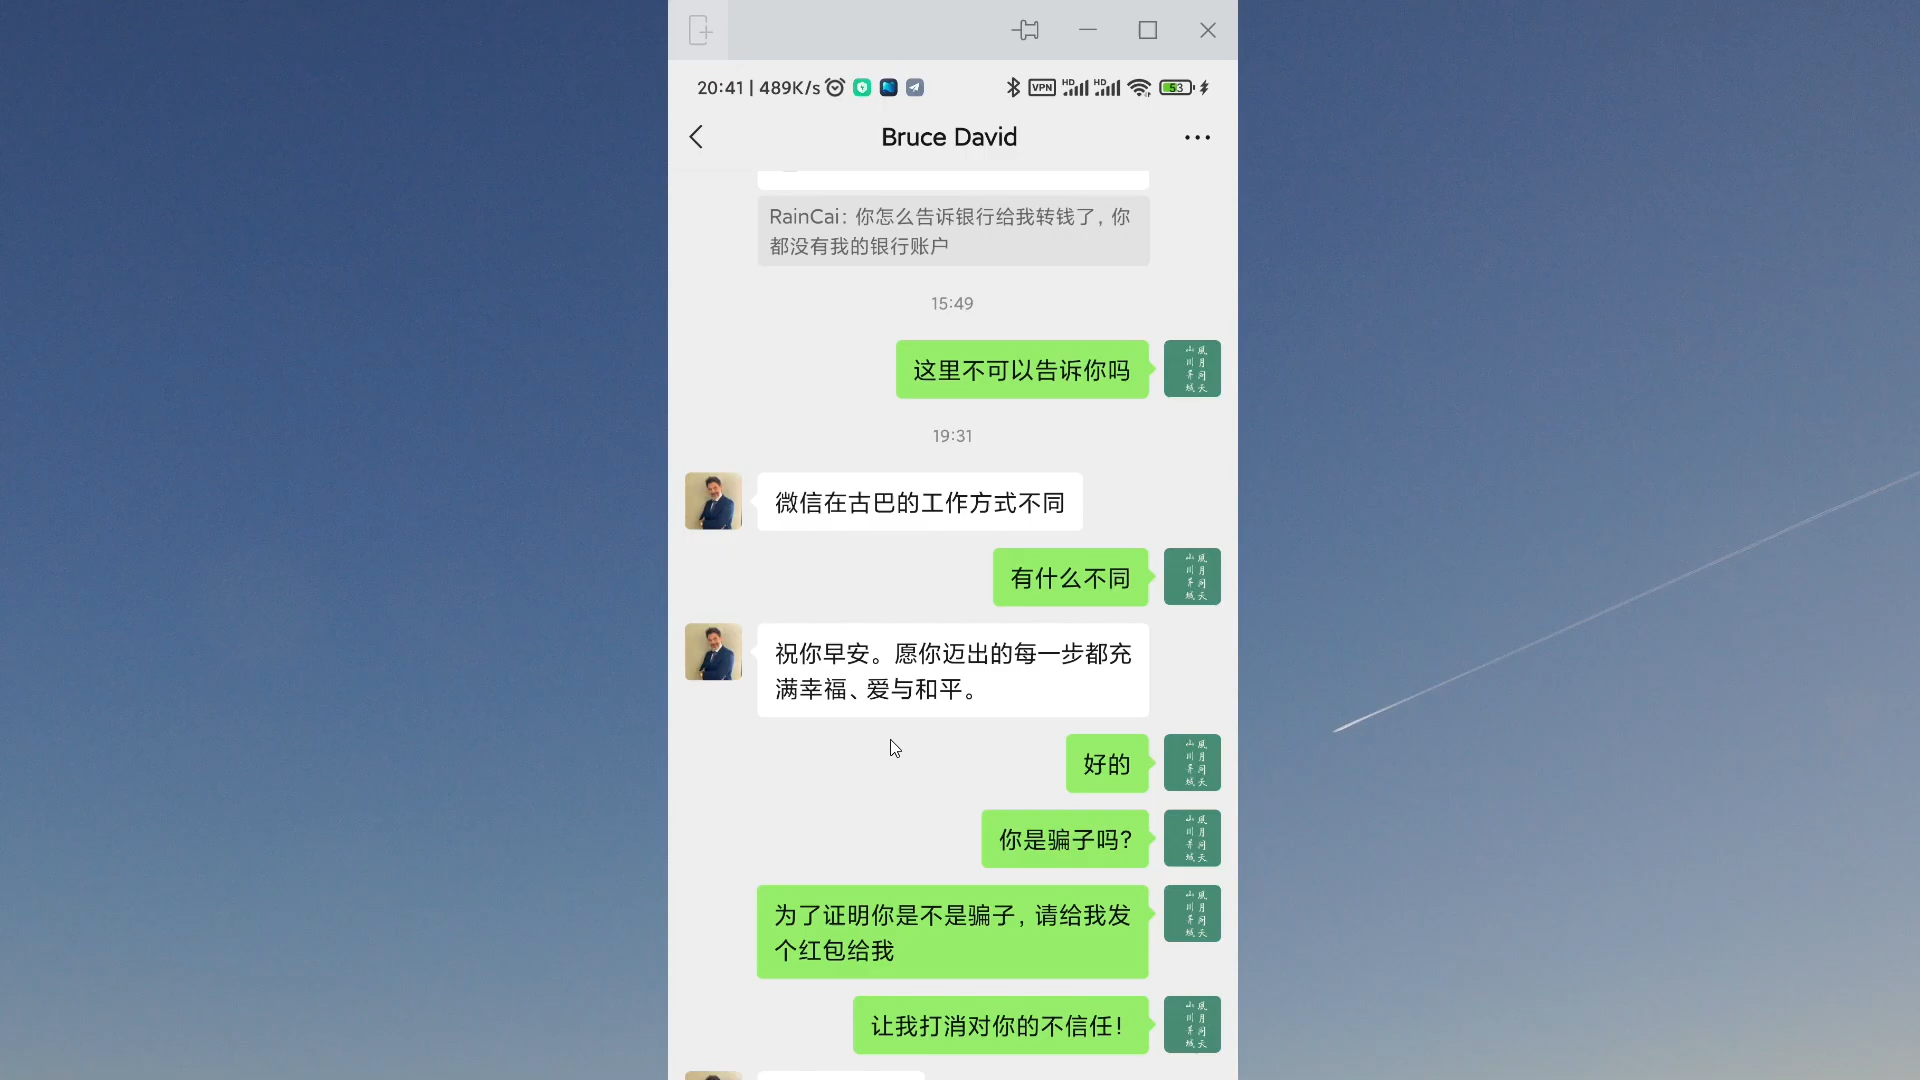 20:41 | 489K/s
VPN
HD
HD
53
Bruce David
RainCai：你怎么告诉银行给我转钱了，你
都没有我的银行账户
15:49
这里不可以告诉你吗
19:31
微信在古巴的工作方式不同
有什么不同
祝你早安。愿你迈出的每一步都充
满幸福、爱与和平。
好的
你是骗子吗？
为了证明你是不是骗子，请给我发
个红包给我
让我打消对你的不信任！